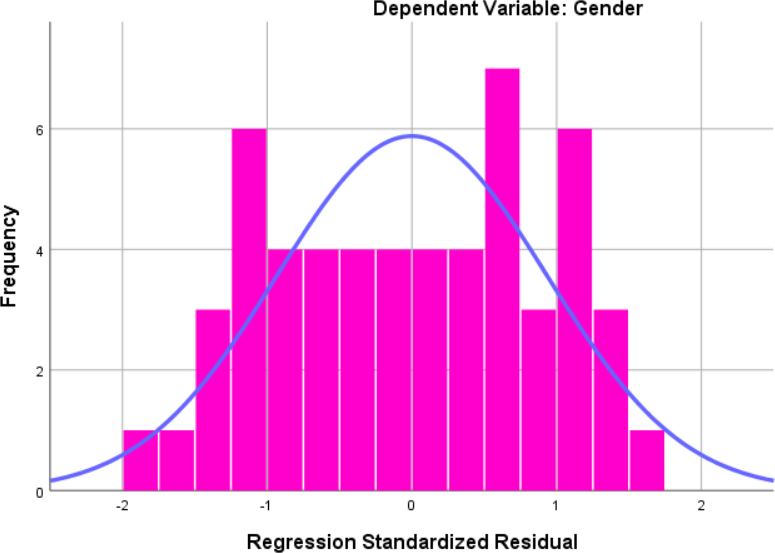 Dependent Variable: Gender
Frequency
6
4
2
0
-2 -1 0 1 2
Regression Standardized Residual